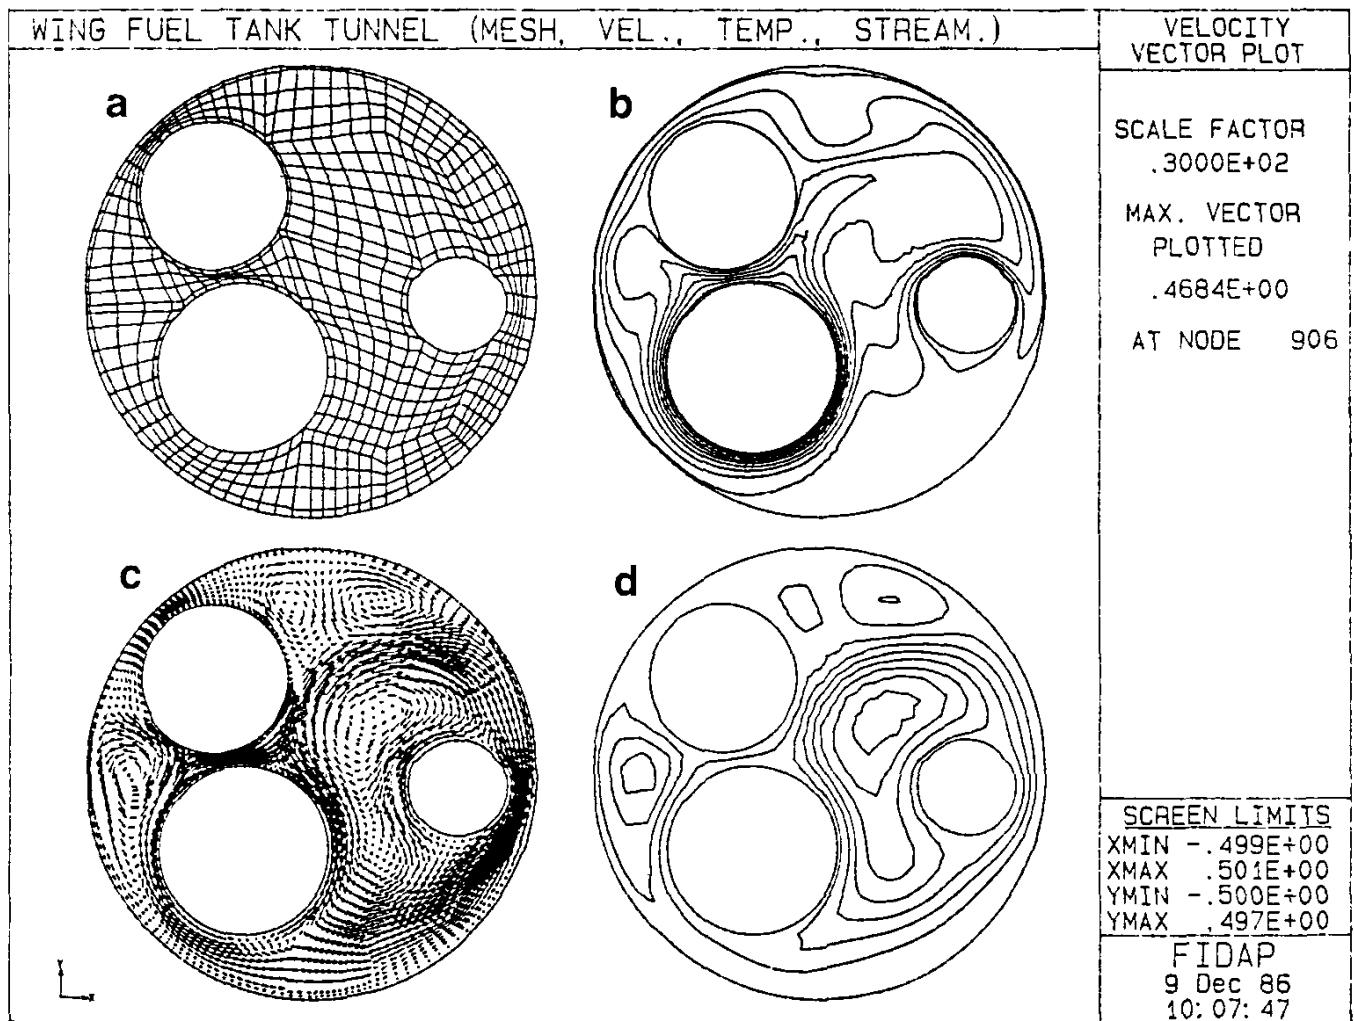 WING FUEL TANK TUNNEL (MESH, VEL., TEMP., STREAM.)
VELOCITY
VECTOR PLOT
a
b
c
d
SCALE FACTOR
.3000E+02
MAX. VECTOR
PLOTTED
.4684E+00
AT NODE 906
SCREEN LIMITS
XMIN -.499E+00
XMAX .501E+00
YMIN -.500E+00
YMAX .497E+00
FIDAP
9 Dec 86
10:07:47
Y
X